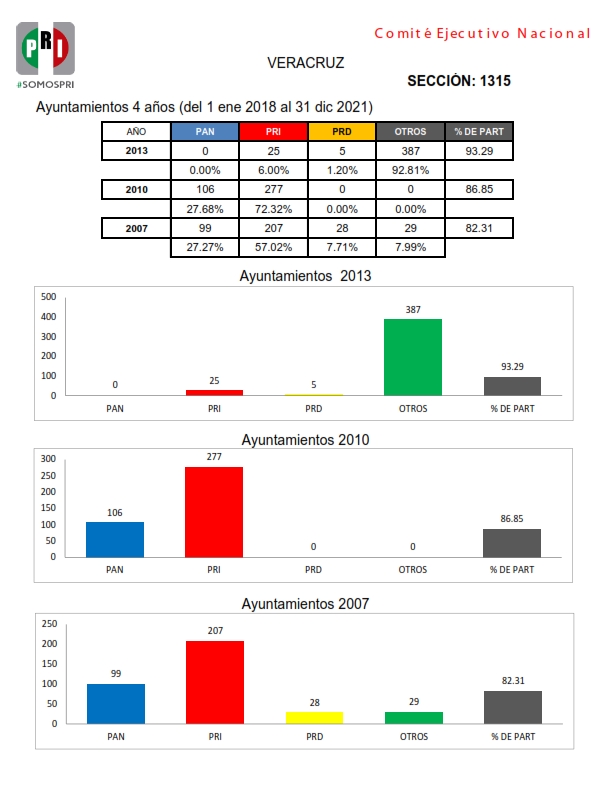 Comité Ejecutivo Nacional
PRI
#SOMOSPRI
VERACRUZ
SECCIÓN: 1315
Ayuntamientos 4 años (del 1 ene 2018 al 31 dic 2021)
AÑO PAN PRI PRD OTROS % DE PART
2013 0 25 5 387 93.29
0.00% 6.00% 1.20% 92.81%
2010 106 277 0 0 86.85
27.68% 72.32% 0.00% 0.00%
2007 99 207 28 29 82.31
27.27% 57.02% 7.71% 7.99%
Ayuntamientos 2013
500
400
300
200
100
0
0 25 5 387 93.29
PAN PRI PRD OTROS % DE PART
Ayuntamientos 2010
300
250
200
150
100
50
0
106 277 0 0 86.85
PAN PRI PRD OTROS % DE PART
Ayuntamientos 2007
250
200
150
100
50
0
99 207 28 29 82.31
PAN PRI PRD OTROS % DE PART